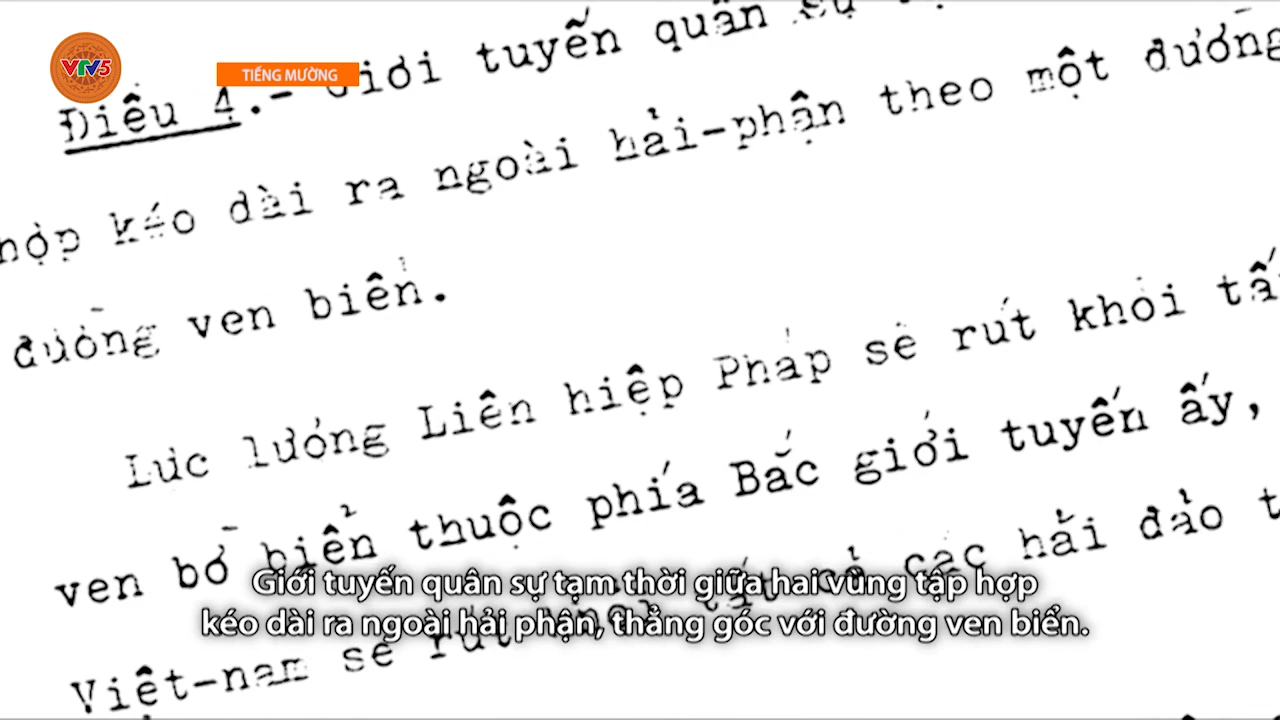 VTV5
TIẾNG MƯỜNG
Điều 4.- Giới tuyến quân sự
hợp kéo dài ra ngoài hải-phận theo một đường
đường ven biển.
Lực lượng Liên hiệp Pháp sẽ rút khỏi tất
ven bờ biển thuộc phía Bắc giới tuyến ấy,
tất cả các hải đảo
Việt-nam sẽ rút
Giới tuyến quân sự tạm thời giữa hai vùng tập hợp
kéo dài ra ngoài hải phận, thẳng góc với đường ven biển.